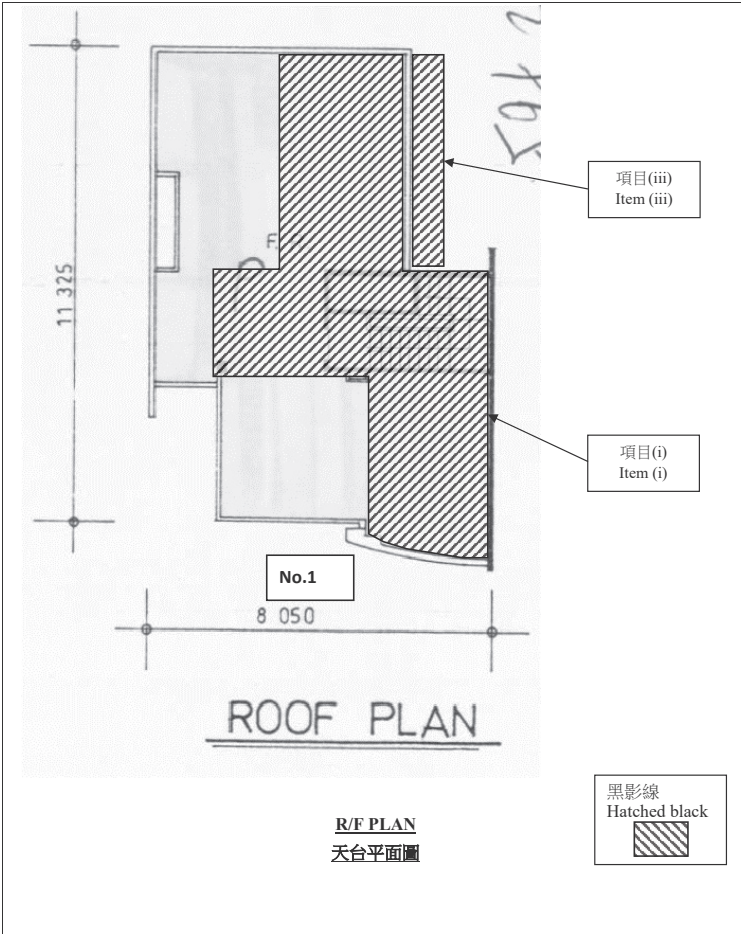 項目(iii)
Item (iii)
11 325
項目(i)
Item (i)
No.1
8 050
ROOF PLAN
R/F PLAN
天台平面圖
黑影線
Hatched black